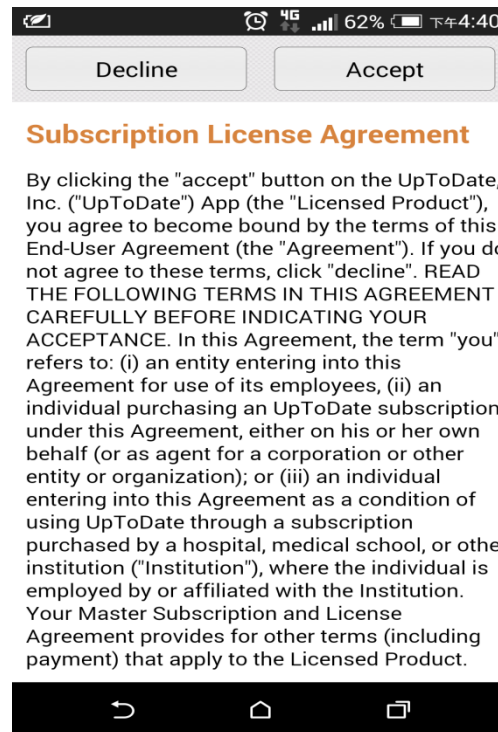 4G 62% 下午4:40
Decline Accept
Subscription License Agreement
By clicking the "accept" button on the UpToDate,
Inc. ("UpToDate") App (the "Licensed Product"),
you agree to become bound by the terms of this
End-User Agreement (the "Agreement"). If you do
not agree to these terms, click "decline". READ
THE FOLLOWING TERMS IN THIS AGREEMENT
CAREFULLY BEFORE INDICATING YOUR
ACCEPTANCE. In this Agreement, the term "you"
refers to: (i) an entity entering into this
Agreement for use of its employees, (ii) an
individual purchasing an UpToDate subscription
under this Agreement, either on his or her own
behalf (or as agent for a corporation or other
entity or organization); or (iii) an individual
entering into this Agreement as a condition of
using UpToDate through a subscription
purchased by a hospital, medical school, or othe
institution ("Institution"), where the individual is
employed by or affiliated with the Institution.
Your Master Subscription and License
Agreement provides for other terms (including
payment) that apply to the Licensed Product.